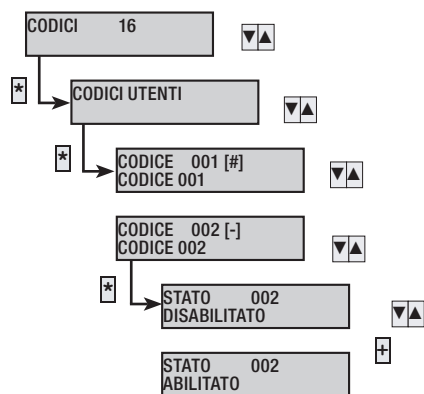 CODICI 16
▼▲
*
CODICI UTENTI
▼▲
*
CODICE 001 [#]
CODICE 001
▼▲
CODICE 002 [-]
CODICE 002
▼▲
*
STATO 002
DISABILITATO
▼▲
+
STATO 002
ABILITATO